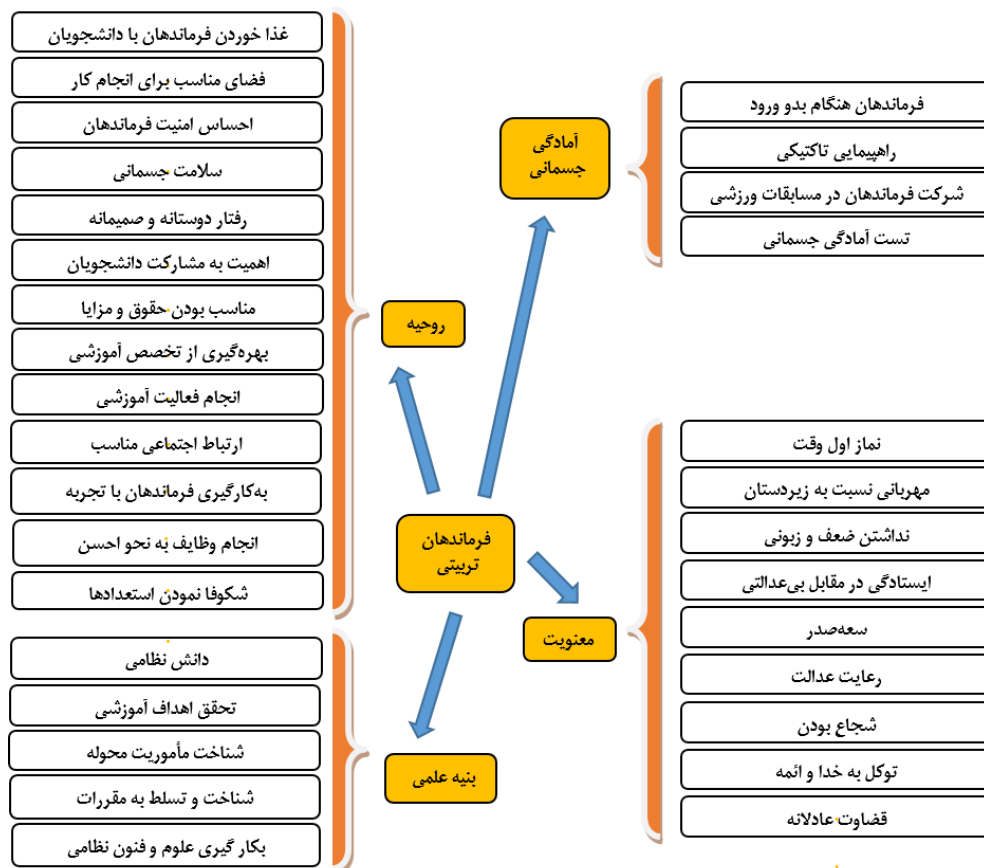 آمادگی
جسمانی
فرماندهان هنگام بدو ورود
راهپیمایی تاکتیکی
شرکت فرماندهان در مسابقات ورزشی
تست آمادگی جسمانی
روحیه
غذا خوردن فرماندهان با دانشجویان
فضای مناسب برای انجام کار
احساس امنیت فرماندهان
سلامت جسمانی
رفتار دوستانه و صمیمانه
اهمیت به مشارکت دانشجویان
مناسب بودن حقوق و مزایا
بهره‌گیری از تخصص آموزشی
انجام فعالیت آموزشی
ارتباط اجتماعی مناسب
به‌کارگیری فرماندهان با تجربه
انجام وظایف به نحو احسن
شکوفا نمودن استعدادها
فرماندهان
تربیتی
معنویت
نماز اول وقت
مهربانی نسبت به زیردستان
نداشتن ضعف و زبونی
ایستادگی در مقابل بی‌عدالتی
سعه‌صدر
رعایت عدالت
شجاع بودن
توکل به خدا و ائمه
قضاوت عادلانه
بنیه علمی
دانش نظامی
تحقق اهداف آموزشی
شناخت مأموریت محوله
شناخت و تسلط به مقررات
بکار گیری علوم و فنون نظامی